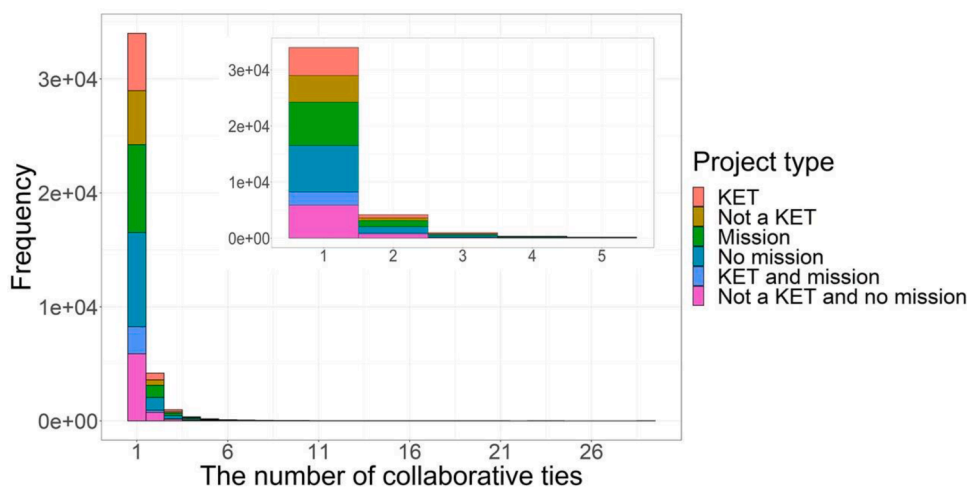 3e+04
2e+04
1e+04
0e+00
Frequency
1
6
11
16
21
26
The number of collaborative ties
3e+04
2e+04
1e+04
0e+00
1
2
3
4
5
Project type
KET
Not a KET
Mission
No mission
KET and mission
Not a KET and no mission